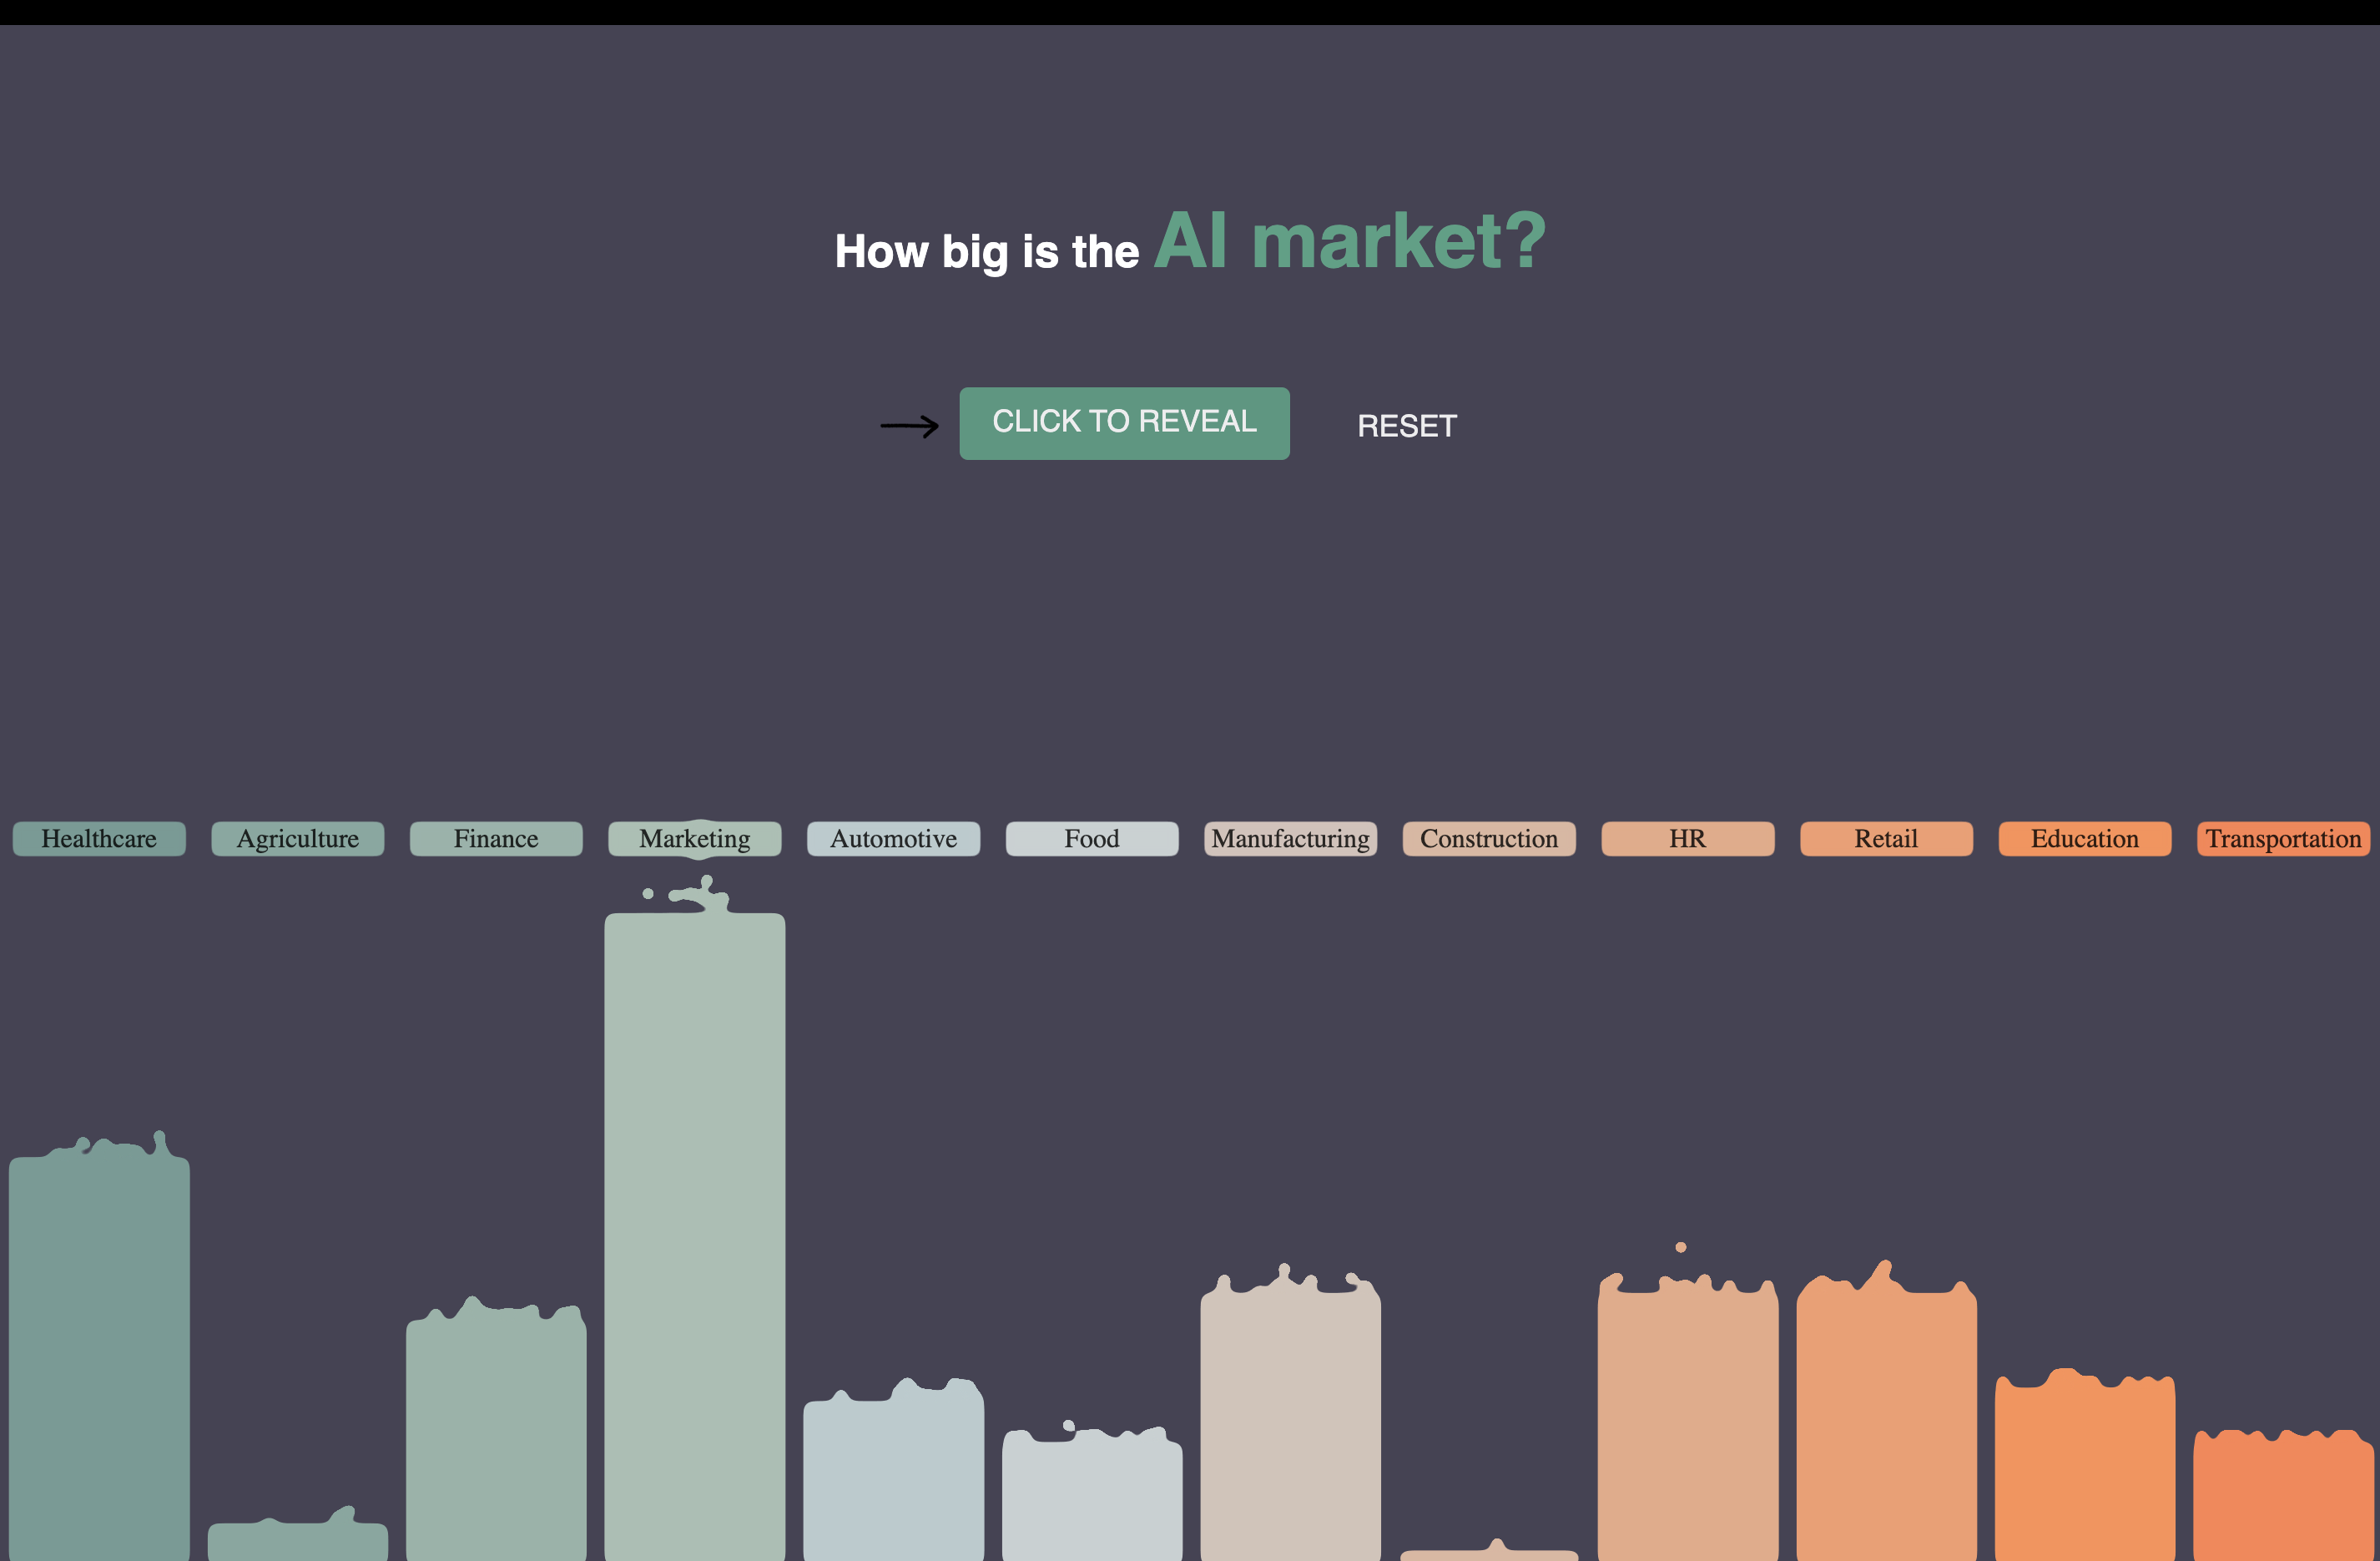 How big is the AI market?
CLICK TO REVEAL RESET
Healthcare Agriculture Finance Marketing Automotive Food Manufacturing Construction HR Retail Education Transportation